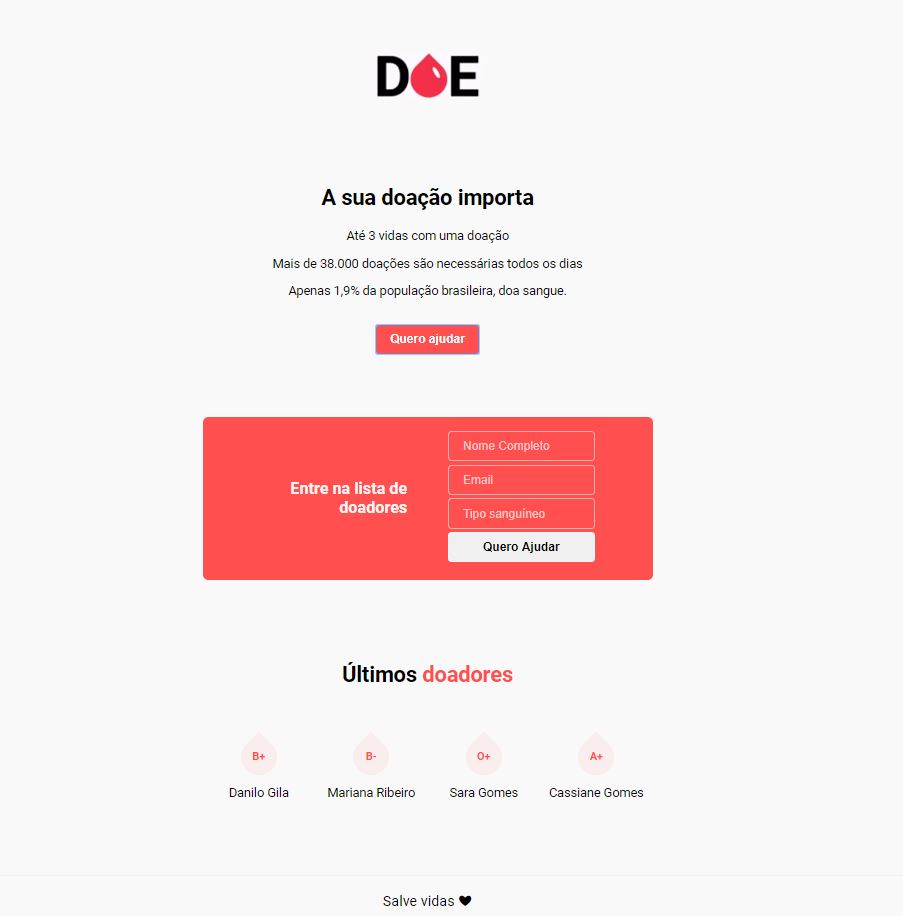 DOE
A sua doação importa
Até 3 vidas com uma doação
Mais de 38.000 doações são necessárias todos os dias
Apenas 1,9% da população brasileira, doa sangue.
Quero ajudar
Entre na lista de
doadores
Nome Completo
Email
Tipo sanguíneo
Quero Ajudar
Últimos doadores
B+ B- O+ A+
Danilo Gila Mariana Ribeiro Sara Gomes Cassiane Gomes
Salve vidas ♥